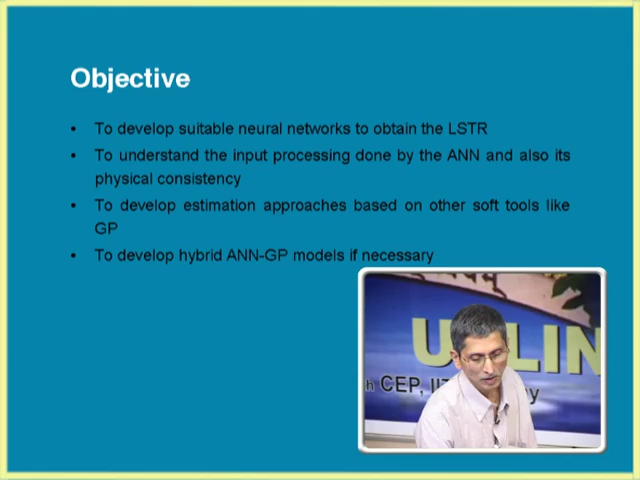 Objective
• To develop suitable neural networks to obtain the LSTR
• To understand the input processing done by the ANN and also its
physical consistency
• To develop estimation approaches based on other soft tools like
GP
• To develop hybrid ANN-GP models if necessary
CEP,